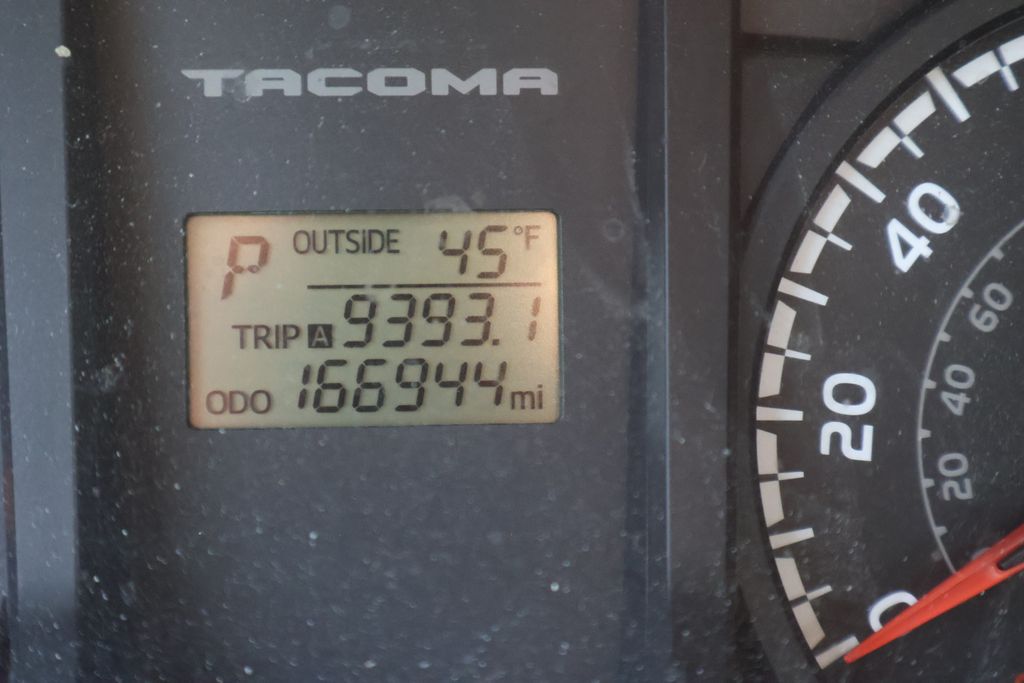 TACOMA
P OUTSIDE 45°F
TRIP A 9393.1
ODO 166944 mi
40
60
40
20
20
0